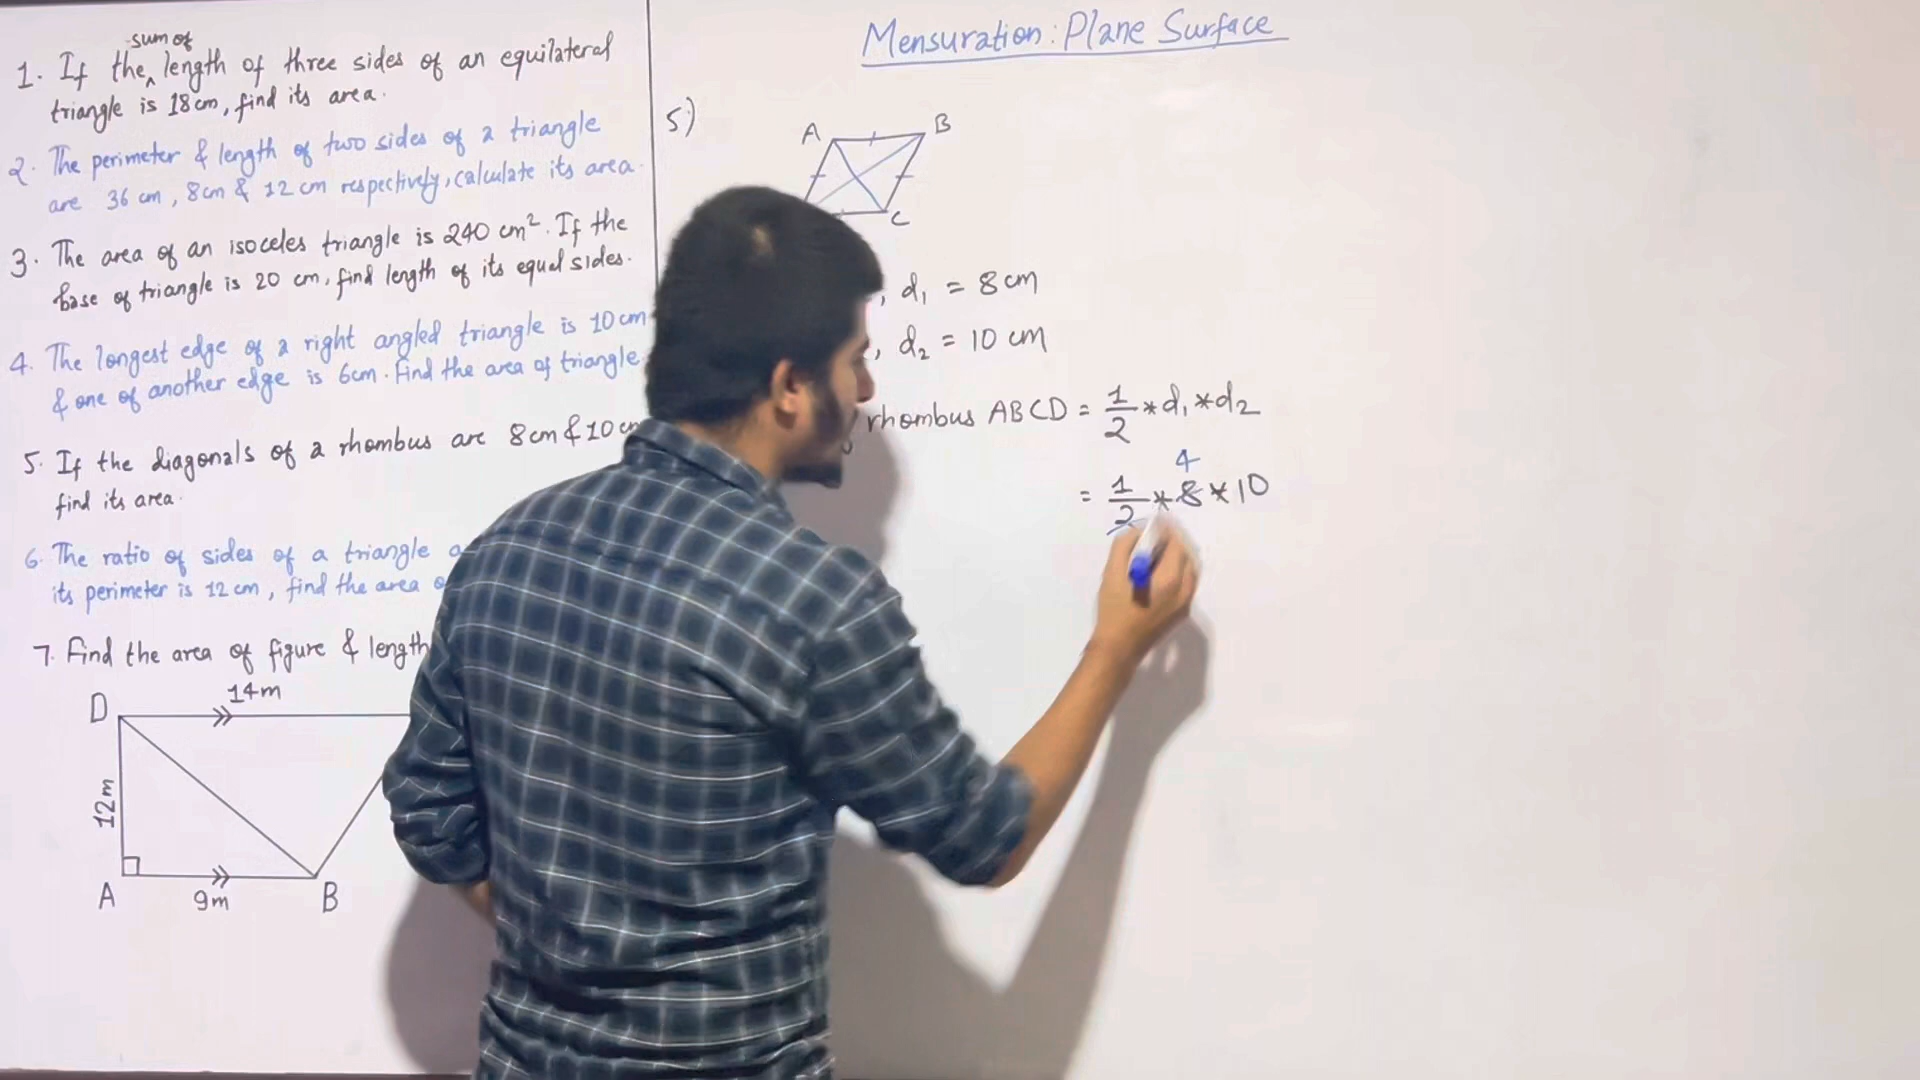 sum of
1. If the ^ length of three sides of an equilateral
triangle is 18cm, find its area.
2. The perimeter & length of two sides of a triangle
are 36 cm, 8cm & 12 cm respectively, calculate its area.
3. The area of an isoceles triangle is 240 cm². If the
base of triangle is 20 cm, find length of its equal sides.
4. The longest edge of a right angled triangle is 10cm
& one of another edge is 6cm. Find the area of triangle.
5. If the diagonals of a rhombus are 8cm & 10cm
find its area.
6. The ratio of sides of a triangle
its perimeter is 12cm, find the area
7. Find the area of figure & length
14m
D
12m
A
9m
B
Mensuration: Plane Surface
5)
A
B
C
, d₁ = 8cm
, d₂ = 10 cm
rhombus ABCD = 1/2 * d₁ * d₂
4
= 1/2 * 8 * 10